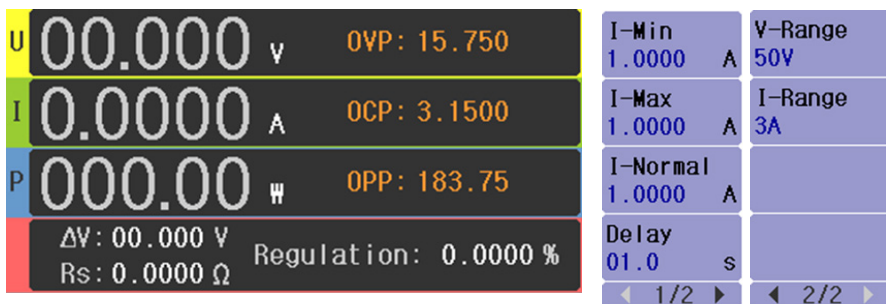 U 00.000 V OVP: 15.750
I 0.0000 A OCP: 3.1500
P 000.00 W OPP: 183.75
ΔV: 00.000 V
Rs: 0.0000 Ω
Regulation: 0.0000 %
I-Min
1.0000 A
I-Max
1.0000 A
I-Normal
1.0000 A
Delay
01.0 s
1/2
V-Range
50V
I-Range
3A
2/2